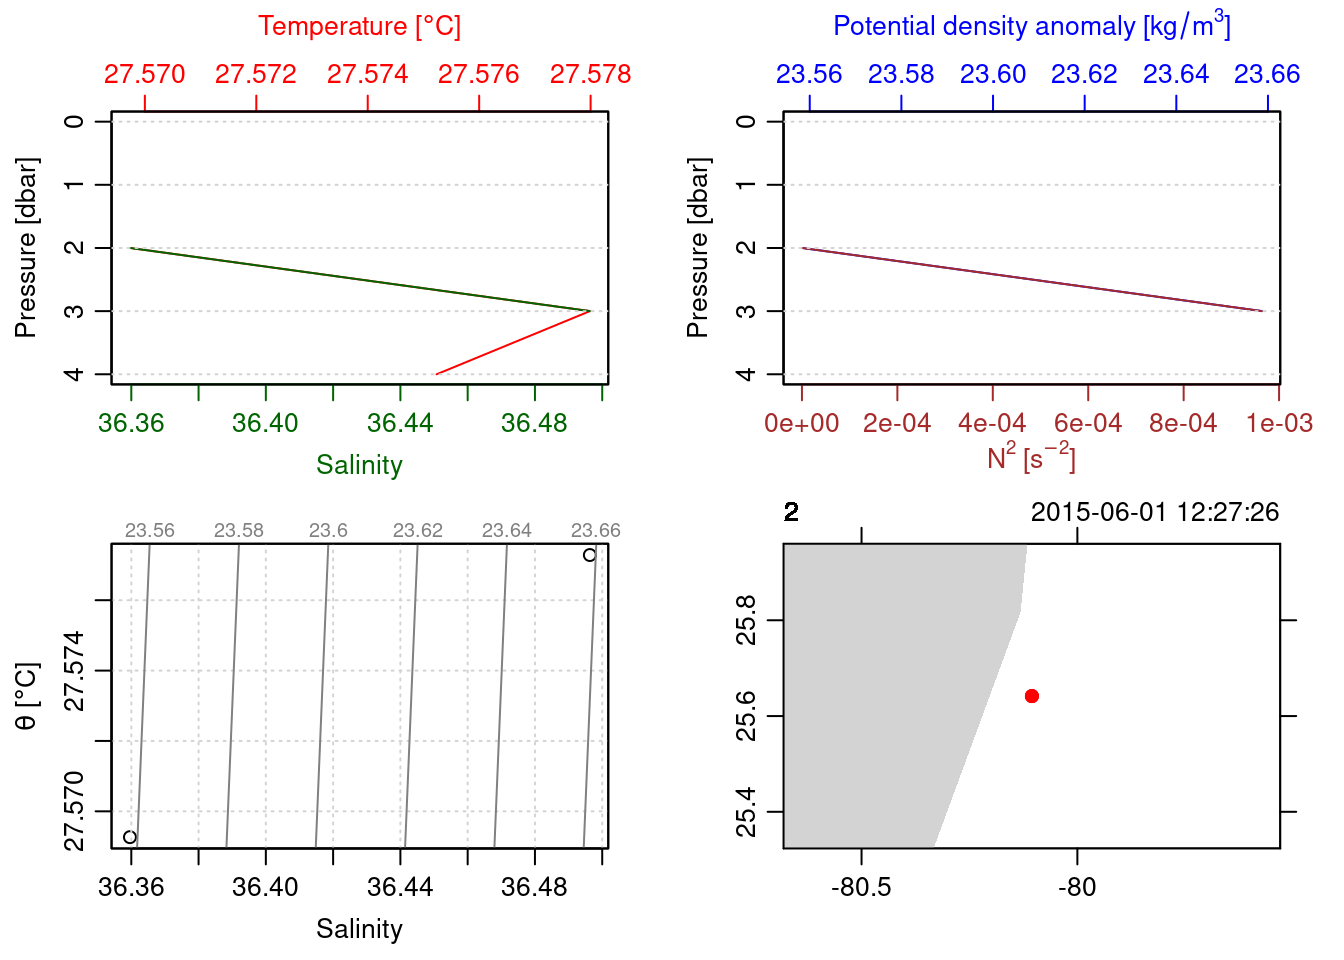 Temperature [°C]
27.570 27.572 27.574 27.576 27.578
Pressure [dbar]
0
1
2
3
4
36.36 36.40 36.44 36.48
Salinity
Potential density anomaly [kg/m³]
23.56 23.58 23.60 23.62 23.64 23.66
Pressure [dbar]
0
1
2
3
4
0e+00 2e-04 4e-04 6e-04 8e-04 1e-03
N² [s⁻²]
23.56 23.58 23.6 23.62 23.64 23.66
θ [°C]
27.574
27.570
36.36 36.40 36.44 36.48
Salinity
2 2015-06-01 12:27:26
25.8
25.6
25.4
-80.5 -80